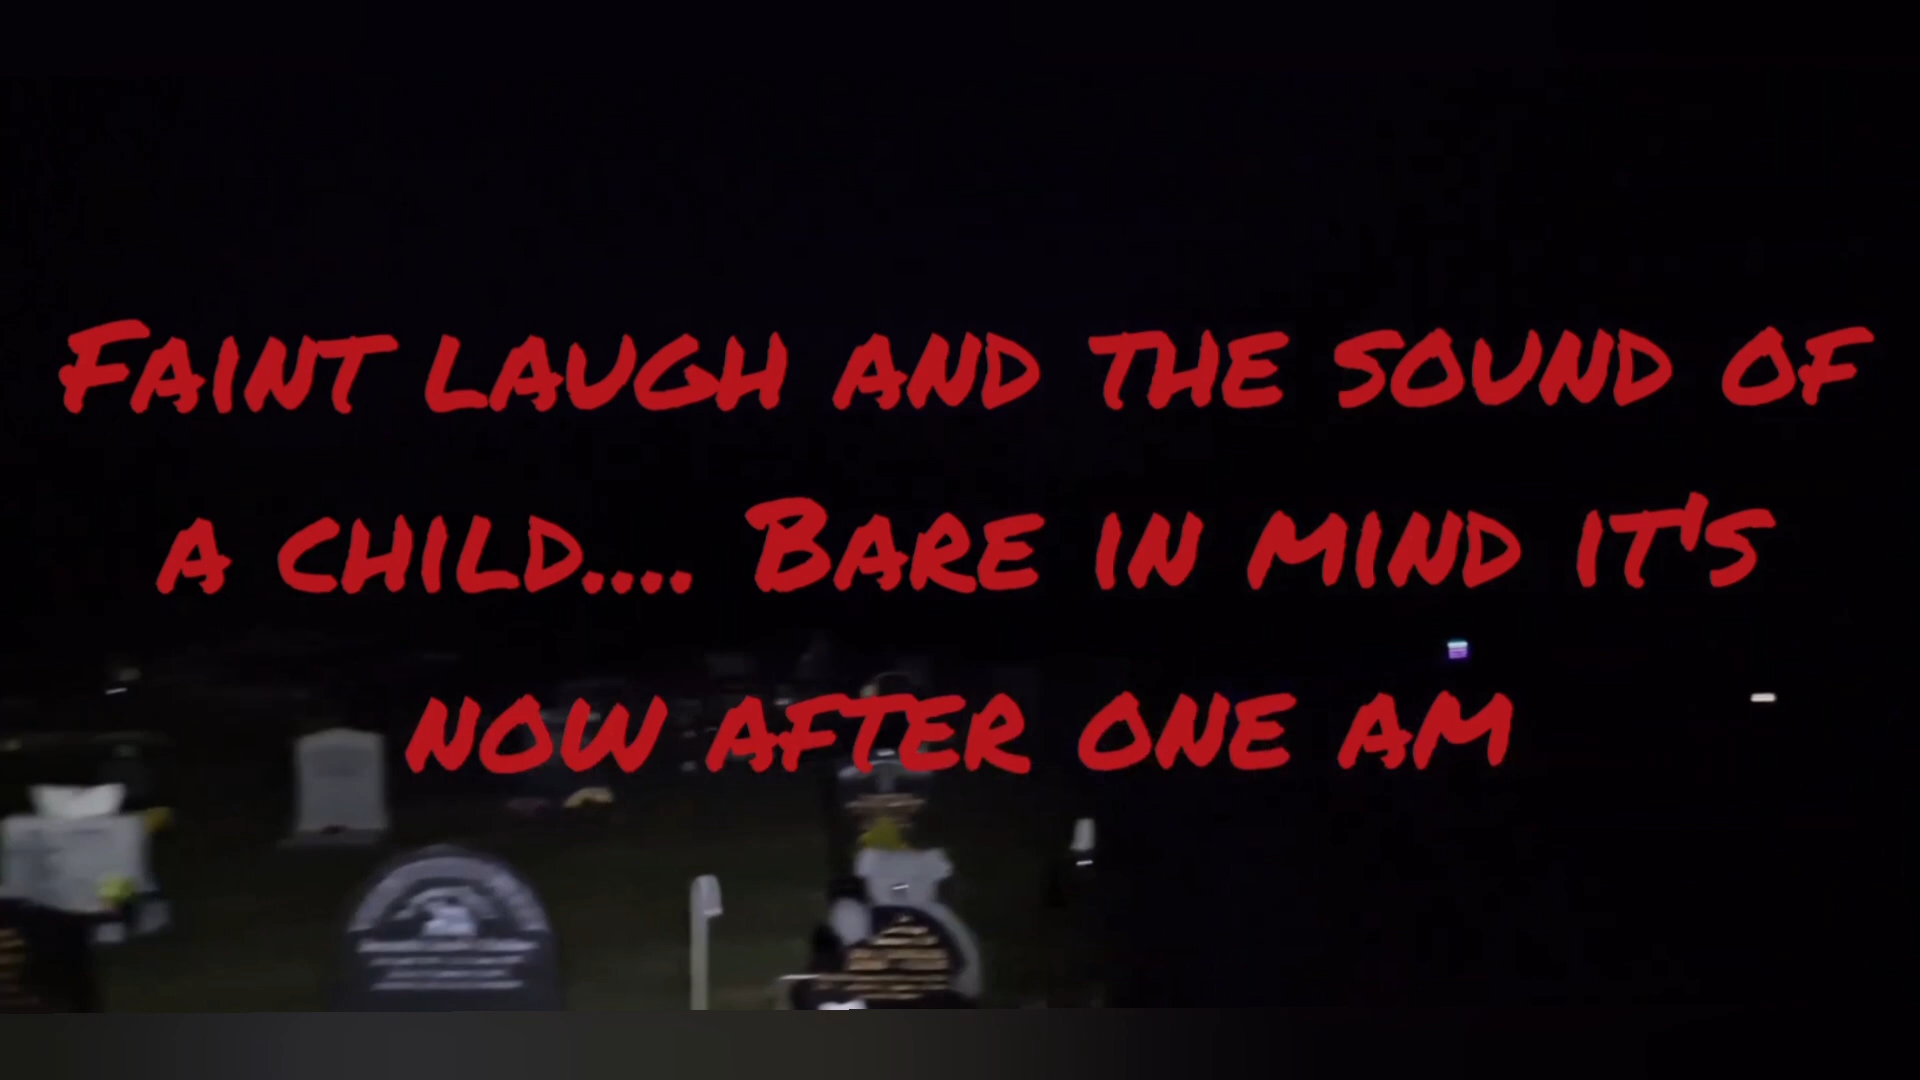 Faint laugh and the sound of
a child.... Bare in mind it's
now after one am